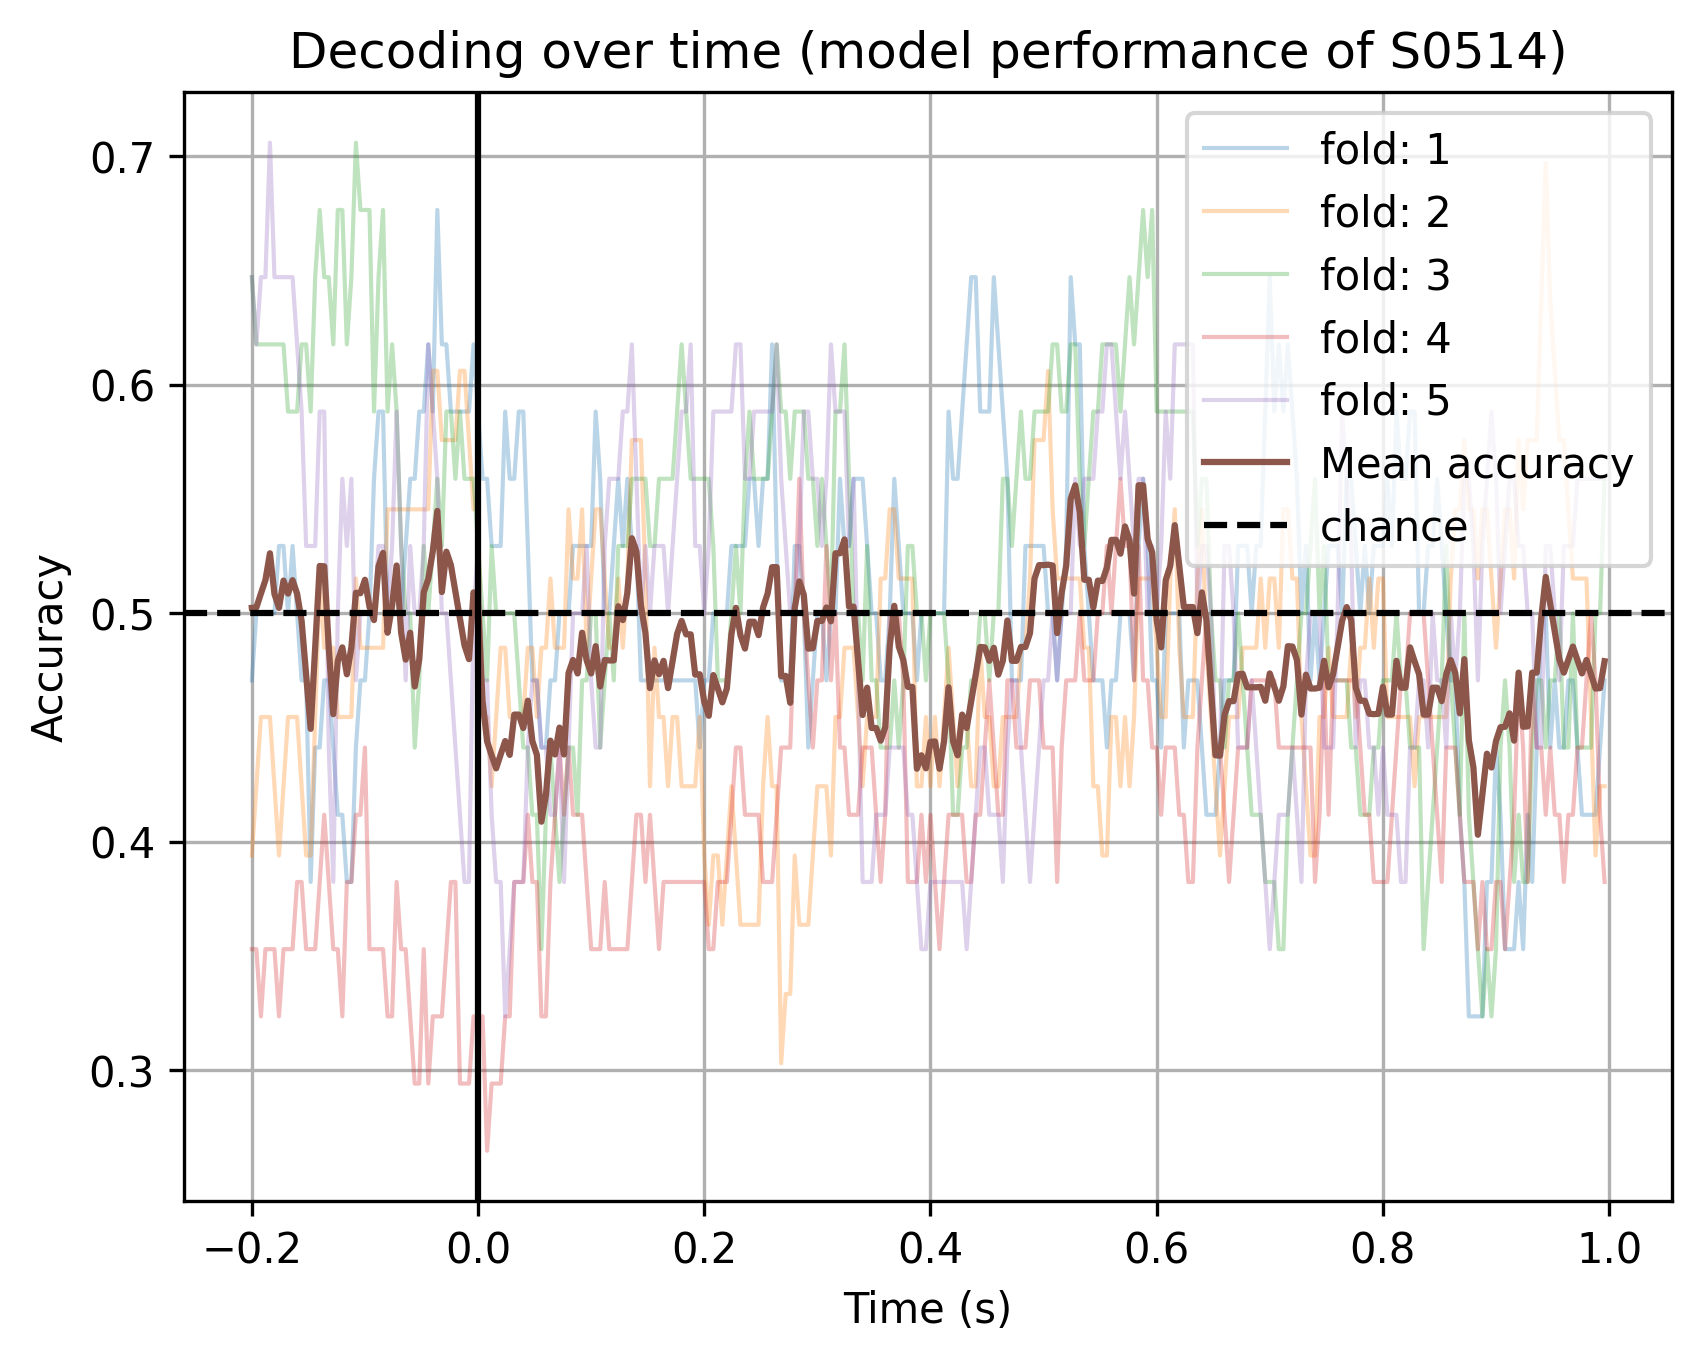 Decoding over time (model performance of S0514)
0.7
0.6
0.5
0.4
0.3
Accuracy
fold: 1
fold: 2
fold: 3
fold: 4
fold: 5
Mean accuracy
chance
−0.2 0.0 0.2 0.4 0.6 0.8 1.0
Time (s)